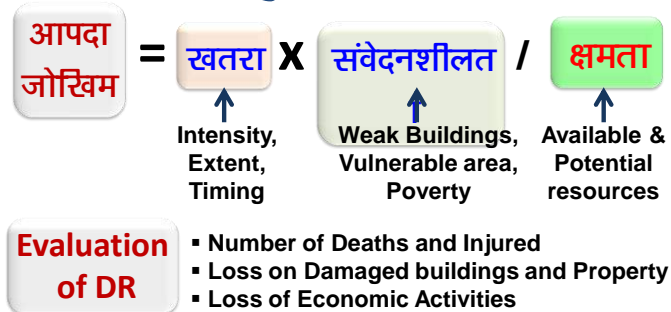 आपदा
जोखिम
= खतरा X संवेदनशीलत / क्षमता
Intensity,
Extent,
Timing
Weak Buildings,
Vulnerable area,
Poverty
Available &
Potential
resources
Evaluation
of DR
▪ Number of Deaths and Injured
▪ Loss on Damaged buildings and Property
▪ Loss of Economic Activities